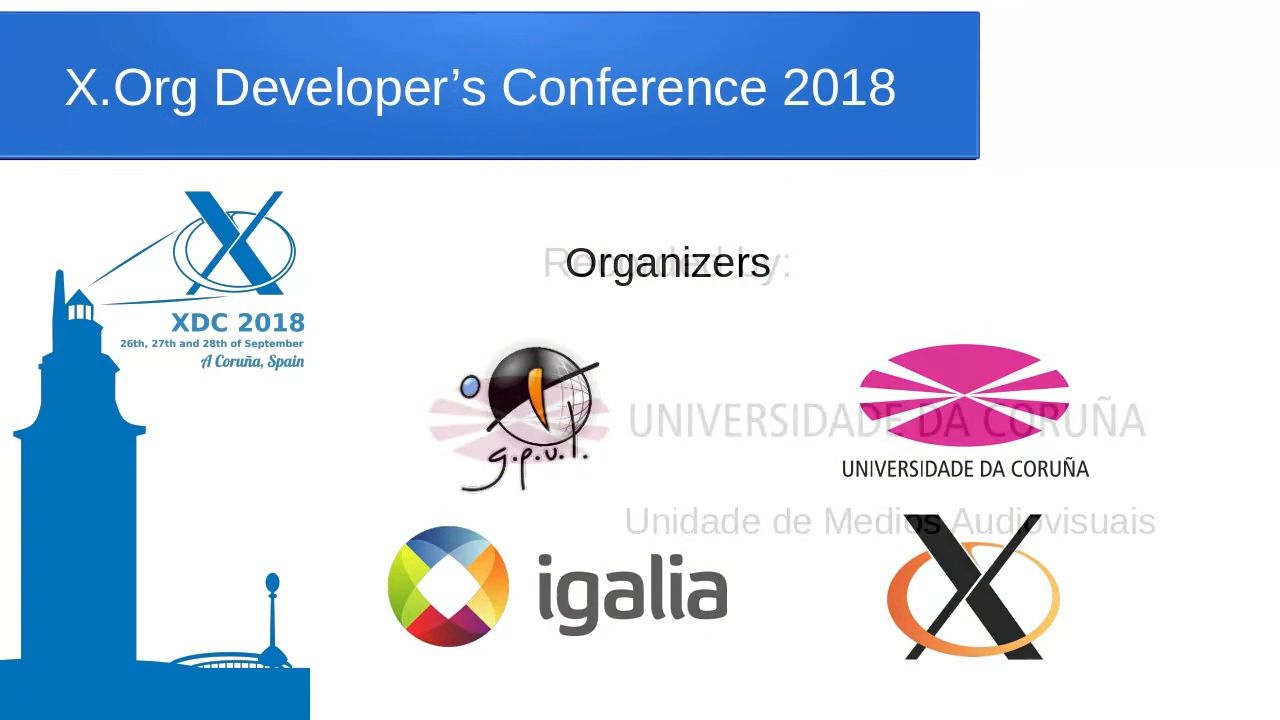 X.Org Developer’s Conference 2018
XDC 2018
26th, 27th and 28th of September
A Coruña, Spain
Organizers
g.p.u.l.
UNIVERSIDADE DA CORUÑA
UNIVERSIDADE DA CORUÑA
Unidade de Medios Audiovisuais
igalia